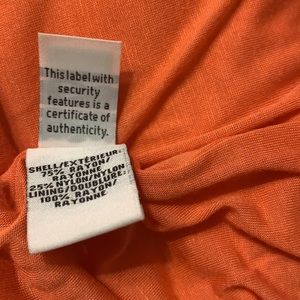 This label with
security
features is a
certificate of
authenticity.
SHELL/EXTÉRIEUR:
75% RAYON/
RAYONNE
25% NYLON/NYLON
LINING/DOUBLURE:
100% RAYON/
RAYONNE